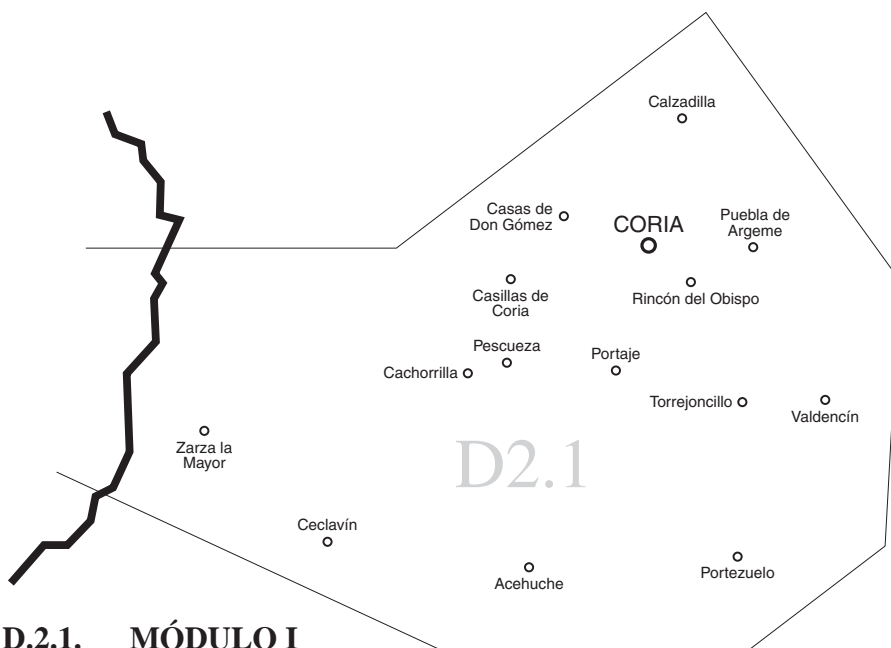 Calzadilla
Casas de
Don Gómez
CORIA
Puebla de
Argeme
Casillas de
Coria
Rincón del Obispo
Pescueza
Portaje
Cachorrilla
Torrejoncillo
Valdencín
Zarza la
Mayor
D2.1
Ceclavín
Acehuche
Portezuelo
D.2.1. MÓDULO I